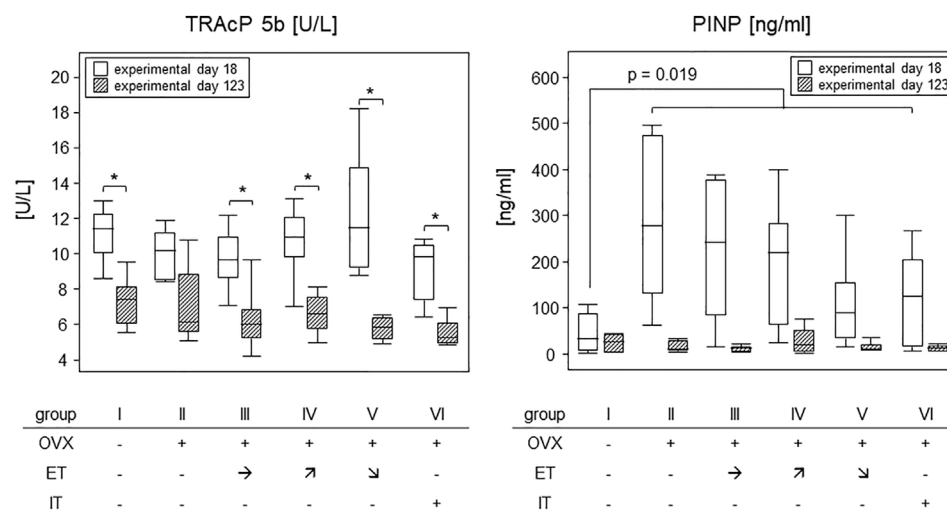 TRAcP 5b [U/L]
PINP [ng/ml]
experimental day 18
experimental day 123
20
18
16
14
12
10
8
6
4
[U/L]
* * * * *
p = 0.019
experimental day 18
experimental day 123
600
500
400
300
200
100
0
[ng/ml]
group I II III IV V VI
OVX - + + + + +
ET - - → ↗ ↘ -
IT - - - - - +
group I II III IV V VI
OVX - + + + + +
ET - - → ↗ ↘ -
IT - - - - - +